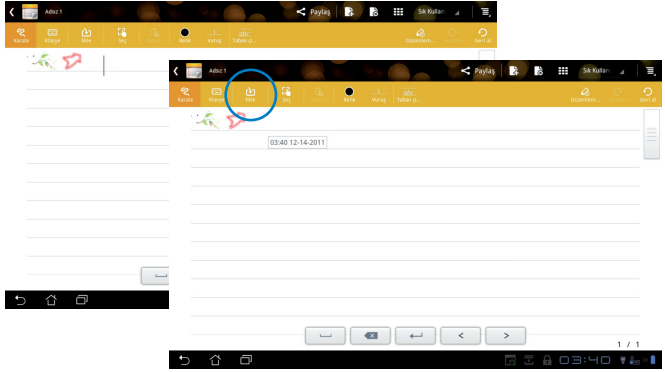 Adsız 1 Paylaş Sık Kullan
Karala Klavye Ekle Seç Renk Vuruş Taban çi... Düzenlem... Geri al
Adsız 1 Paylaş Sık Kullan
Karala Klavye Ekle Seç Renk Vuruş Taban çi... Düzenlem... Geri al
03:40 12-14-2011
1 / 1
03:40